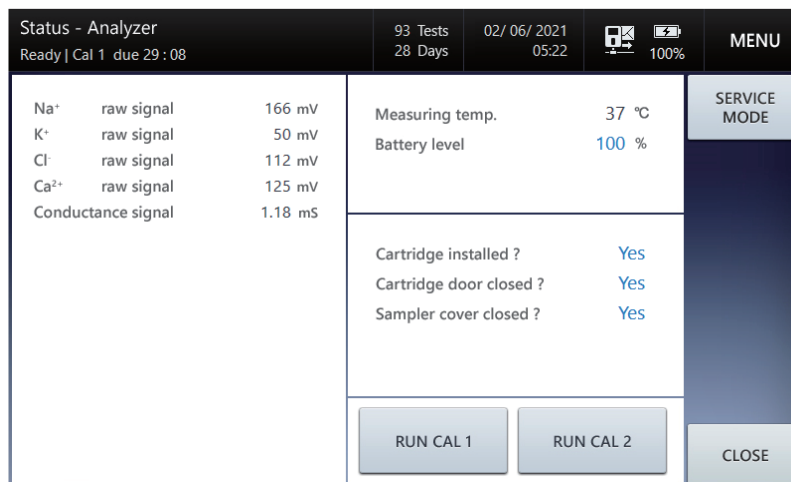 Status - Analyzer
Ready | Cal 1 due 29 : 08
93 Tests
28 Days
02/ 06/ 2021
05:22
100%
MENU
Na⁺ raw signal 166 mV
K⁺ raw signal 50 mV
Cl⁻ raw signal 112 mV
Ca²⁺ raw signal 125 mV
Conductance signal 1.18 mS
Measuring temp. 37 °C
Battery level 100 %
Cartridge installed ? Yes
Cartridge door closed ? Yes
Sampler cover closed ? Yes
RUN CAL 1
RUN CAL 2
SERVICE
MODE
CLOSE